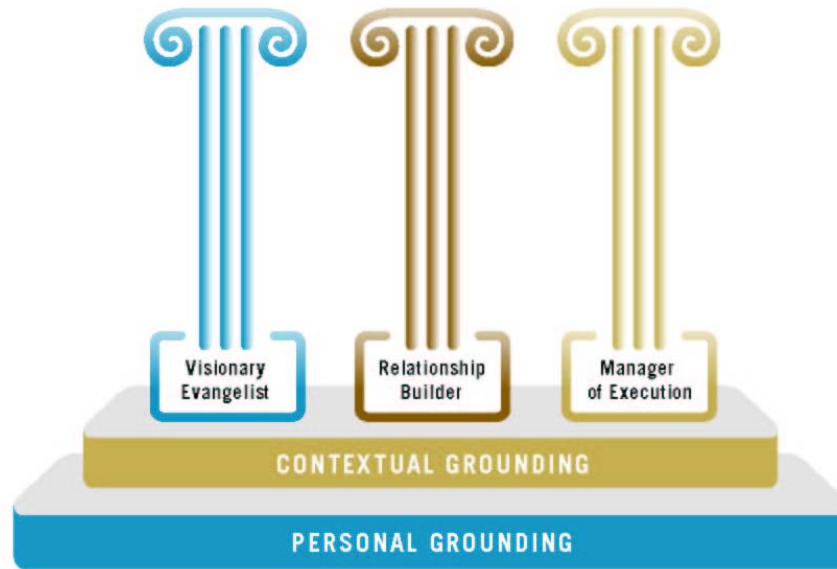 Visionary
Evangelist
Relationship
Builder
Manager
of Execution
CONTEXTUAL GROUNDING
PERSONAL GROUNDING